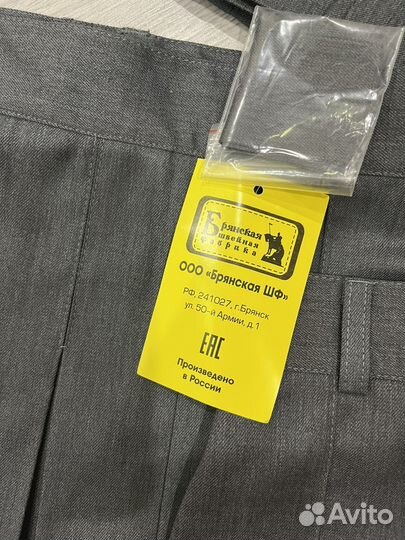 Брянская
швейная
фабрика
ООО «Брянская ШФ»
РФ, 241027, г.Брянск
ул. 50-й Армии, д.1
EAC
Произведено
в России
Avito